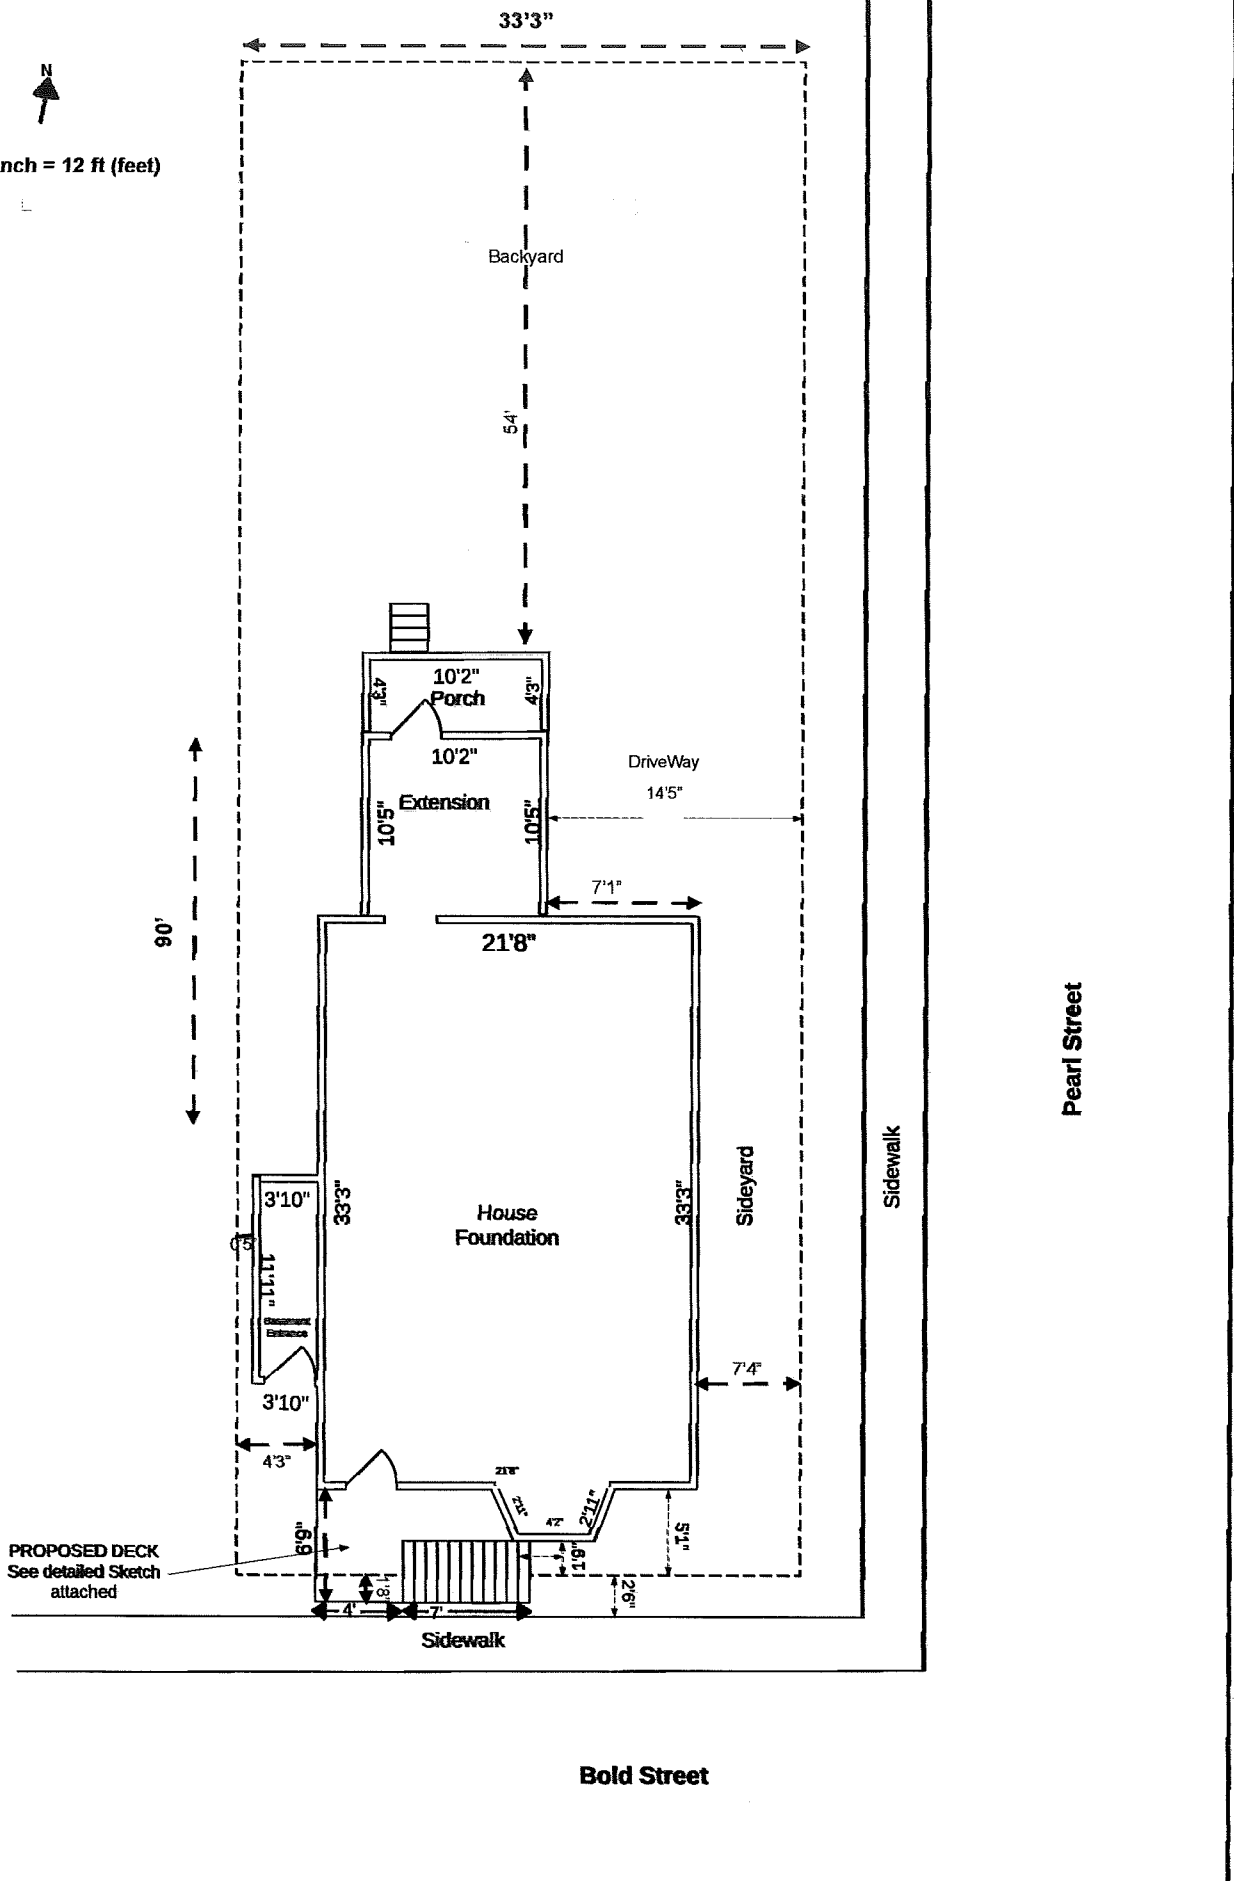 33'3"
N
nch = 12 ft (feet)
Backyard
54'
10'2"
Porch
4'3"
4'3"
10'2"
Extension
10'5"
10'5"
DriveWay
14'5"
7'1"
21'8"
90'
Pearl Street
Sidewalk
Sideyard
33'3"
33'3"
House
Foundation
3'10"
0'5"
11'11"
Basement
Entrance
3'10"
7'4"
4'3"
21'8"
2'11"
4'2"
2'11"
5'1"
6'9"
PROPOSED DECK
See detailed Sketch
attached
1'8"
1'6"
2'6"
4'
7'
Sidewalk
Bold Street